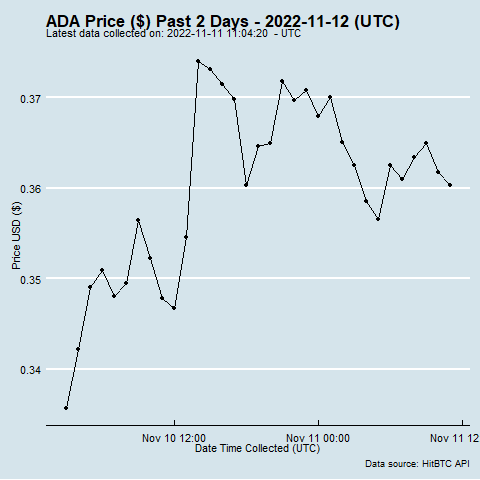 ADA Price ($) Past 2 Days - 2022-11-12 (UTC)
Latest data collected on: 2022-11-11 11:04:20 - UTC
0.37
0.36
0.35
0.34
Price USD ($)
Nov 10 12:00
Nov 11 00:00
Nov 11 12
Date Time Collected (UTC)
Data source: HitBTC API